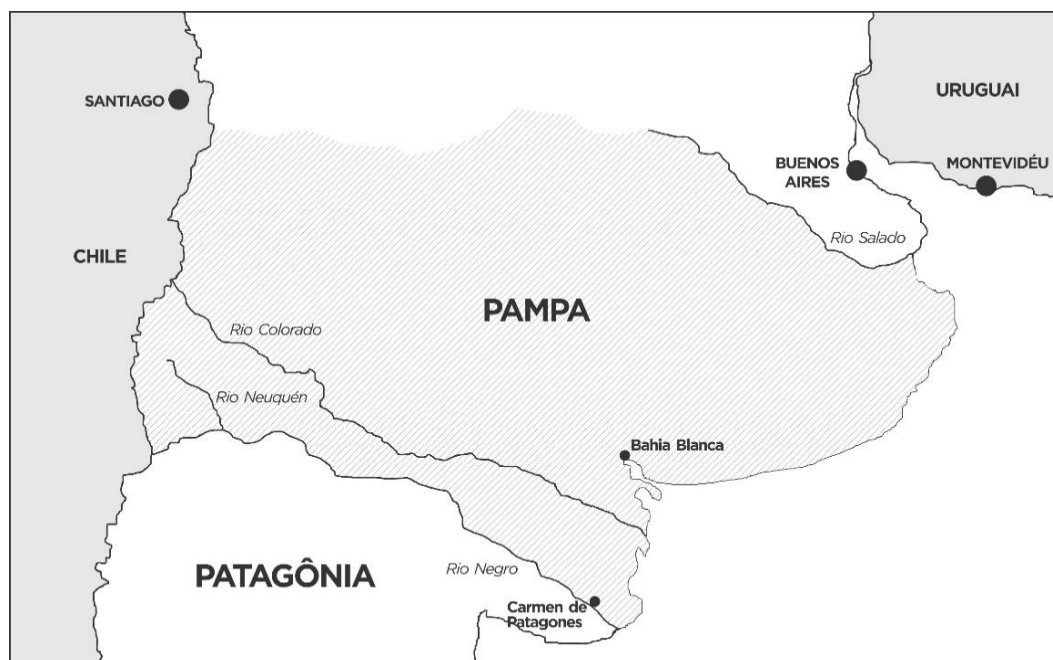 SANTIAGO
URUGUAI
BUENOS
AIRES
MONTEVIDÉU
Rio Salado
CHILE
PAMPA
Rio Colorado
Rio Neuquén
Bahia Blanca
PATAGÔNIA
Rio Negro
Carmen de
Patagones